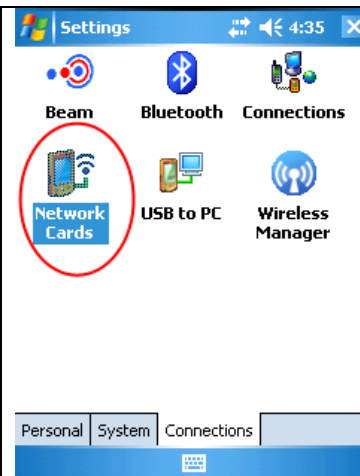 Settings 4:35
Beam Bluetooth Connections
Network Cards USB to PC Wireless Manager
Personal System Connections